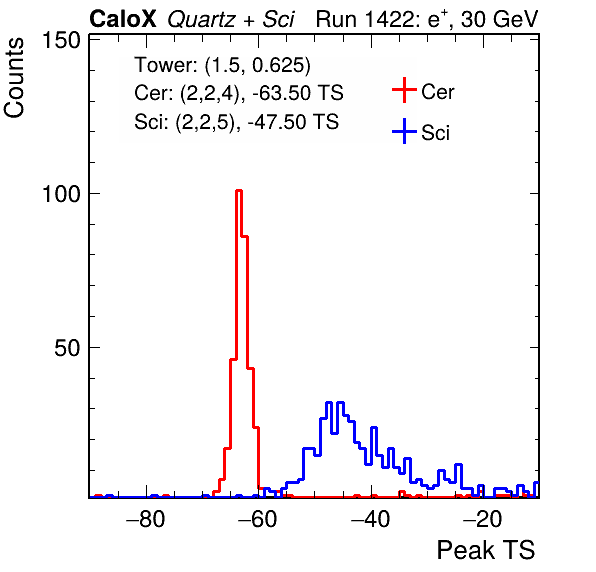 CaloX Quartz + Sci Run 1422: e⁺, 30 GeV
Counts
150
Tower: (1.5, 0.625)
Cer: (2,2,4), -63.50 TS
Sci: (2,2,5), -47.50 TS
Cer
Sci
100
50
−80 −60 −40 −20
Peak TS